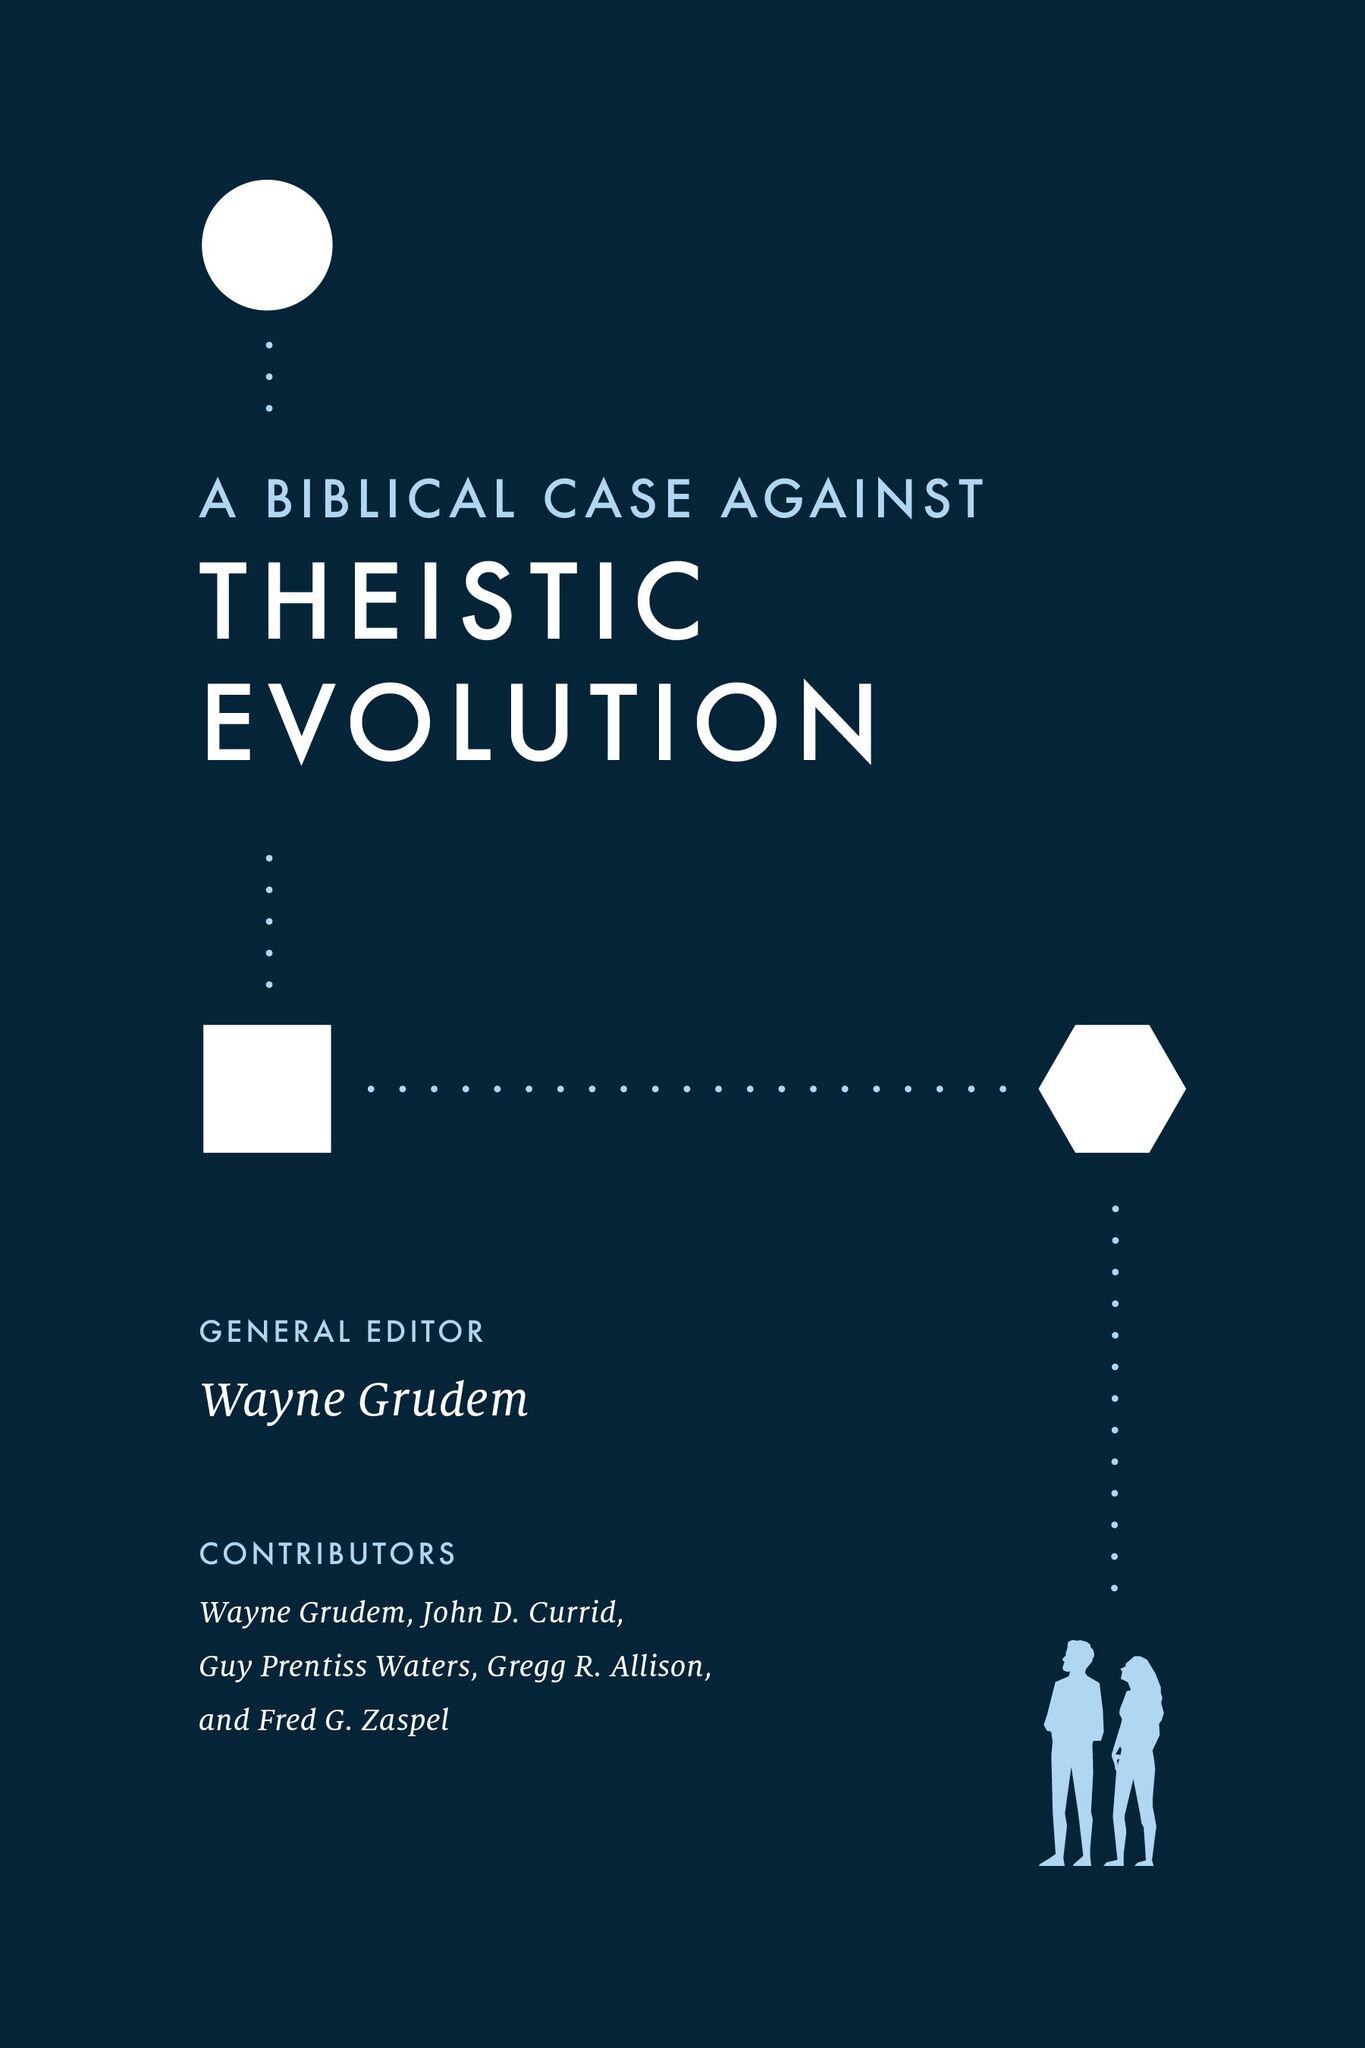 A BIBLICAL CASE AGAINST
THEISTIC
EVOLUTION
GENERAL EDITOR
Wayne Grudem
CONTRIBUTORS
Wayne Grudem, John D. Currid,
Guy Prentiss Waters, Gregg R. Allison,
and Fred G. Zaspel